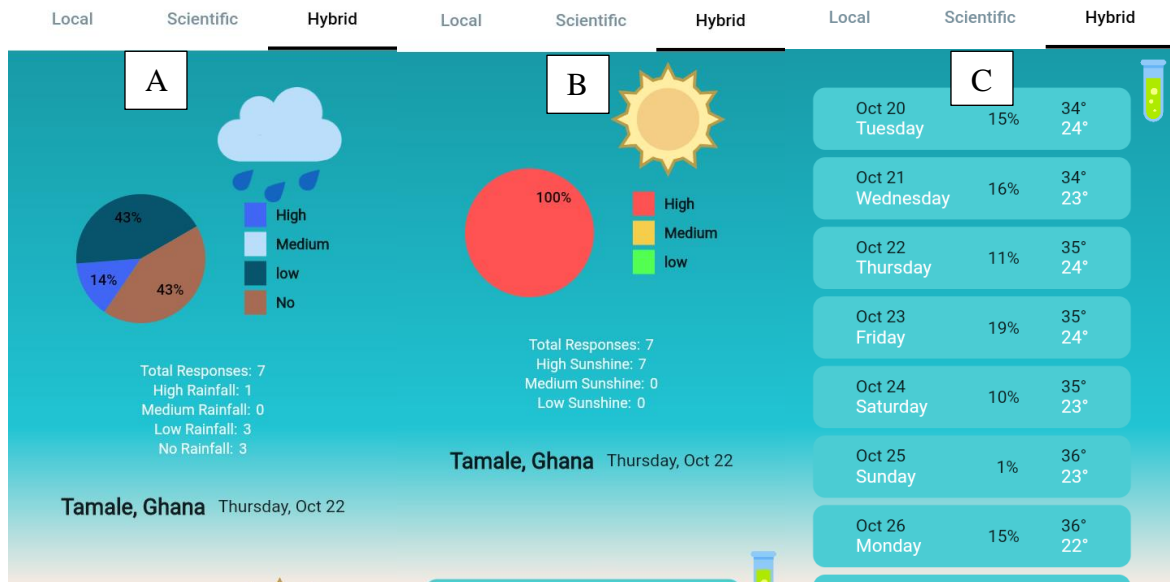 Local Scientific Hybrid
A
43%
14%
43%
High
Medium
low
No
Total Responses: 7
High Rainfall: 1
Medium Rainfall: 0
Low Rainfall: 3
No Rainfall: 3
Tamale, Ghana Thursday, Oct 22
Local Scientific Hybrid
B
100%
High
Medium
low
Total Responses: 7
High Sunshine: 7
Medium Sunshine: 0
Low Sunshine: 0
Tamale, Ghana Thursday, Oct 22
Local Scientific Hybrid
C
Oct 20 15% 34°
Tuesday 24°
Oct 21 16% 34°
Wednesday 23°
Oct 22 11% 35°
Thursday 24°
Oct 23 19% 35°
Friday 24°
Oct 24 10% 35°
Saturday 23°
Oct 25 1% 36°
Sunday 23°
Oct 26 15% 36°
Monday 22°